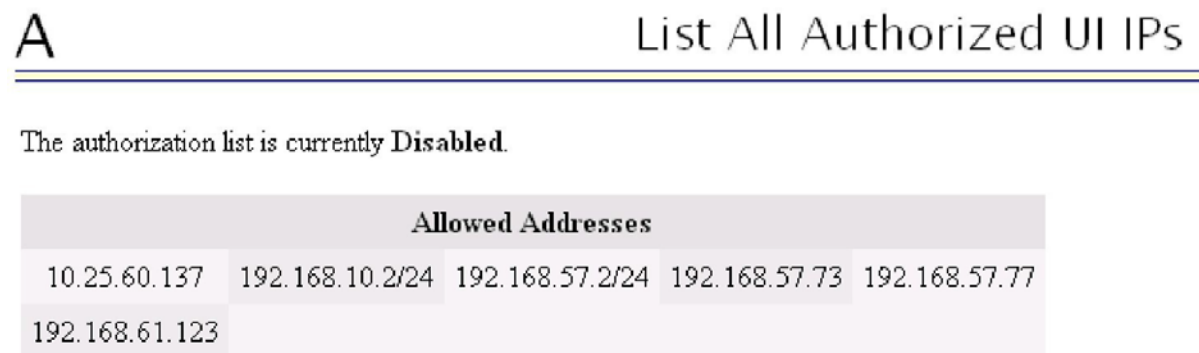 A List All Authorized UI IPs
The authorization list is currently Disabled.
Allowed Addresses
10.25.60.137 192.168.10.2/24 192.168.57.2/24 192.168.57.73 192.168.57.77
192.168.61.123